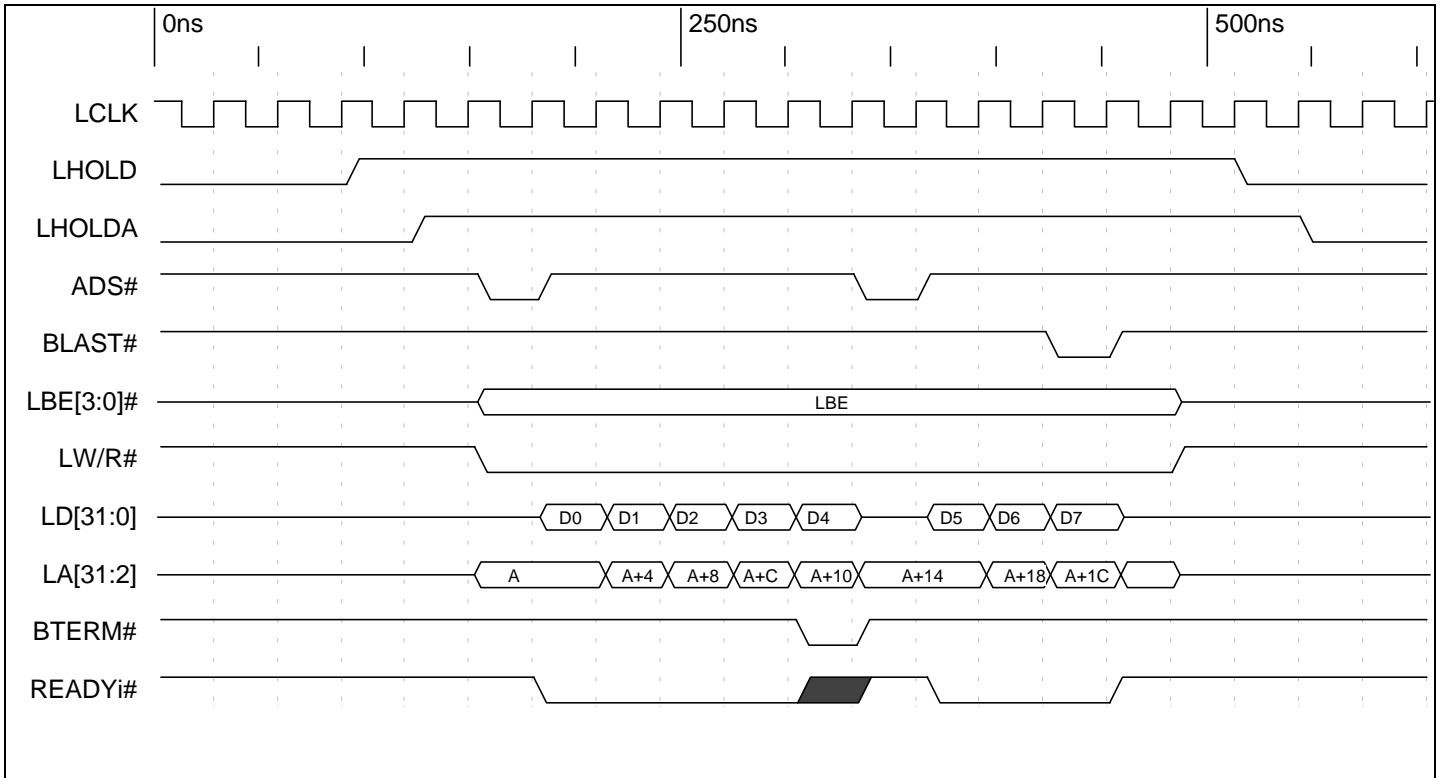 0ns 250ns 500ns
LCLK
LHOLD
LHOLDA
ADS#
BLAST#
LBE[3:0]# LBE
LW/R#
LD[31:0] D0 D1 D2 D3 D4 D5 D6 D7
LA[31:2] A A+4 A+8 A+C A+10 A+14 A+18 A+1C
BTERM#
READYi#